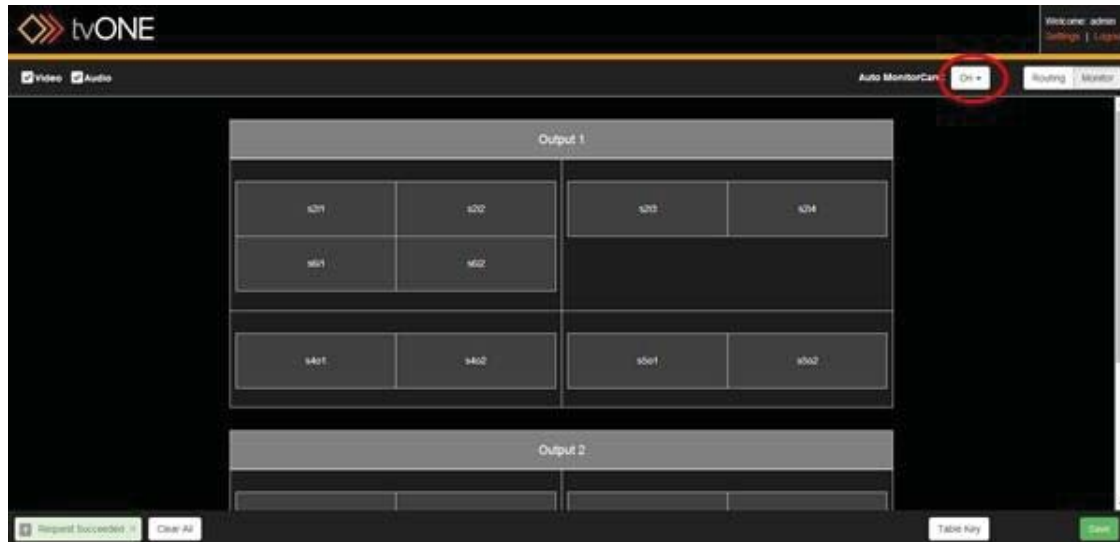 tvONE
Welcome: admin
Settings | Logout
Video Audio
Auto MonitorCard: On
Routing Monitor
Output 1
s2i1 s2i2 s2i3 s2i4
s6i1 s6i2
s4o1 s4o2 s5o1 s5o2
Output 2
Request Succeeded ×
Clear All
Table Key
Save